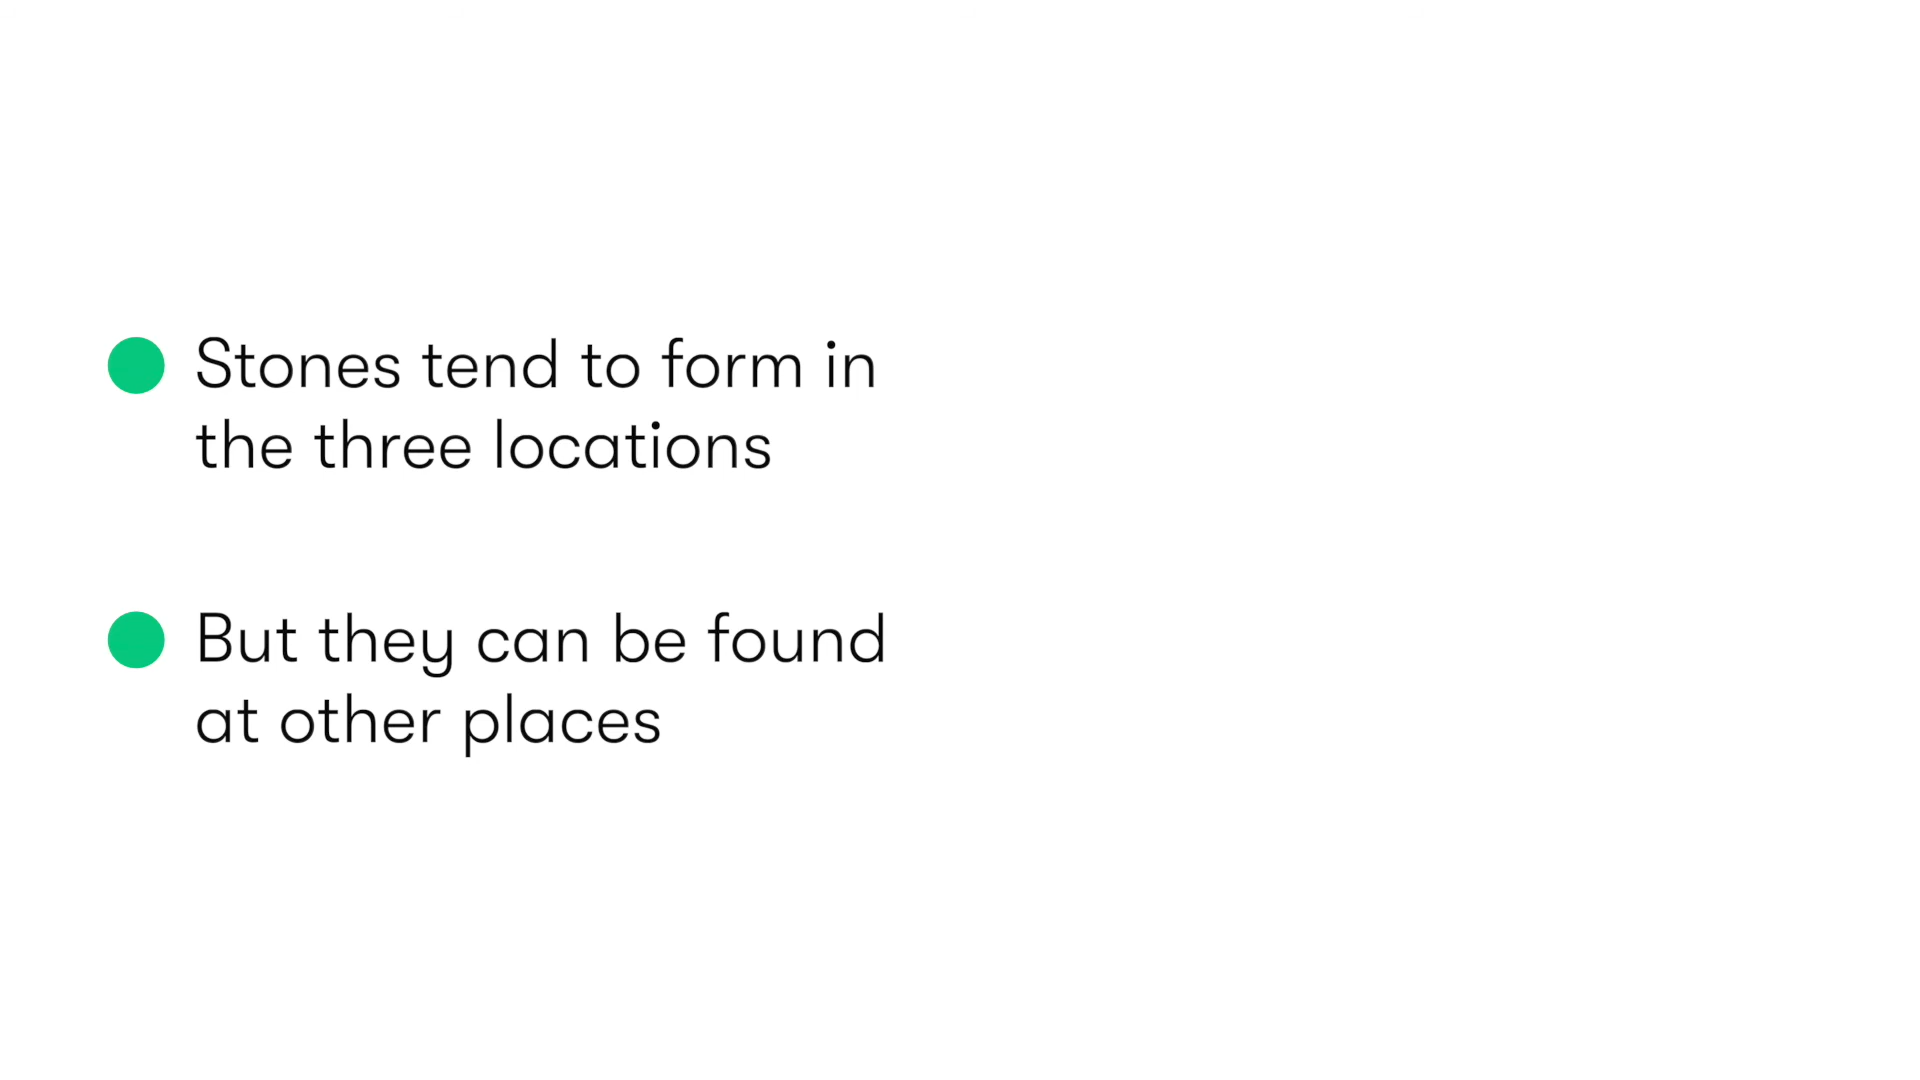 Stones tend to form in
the three locations
But they can be found
at other places